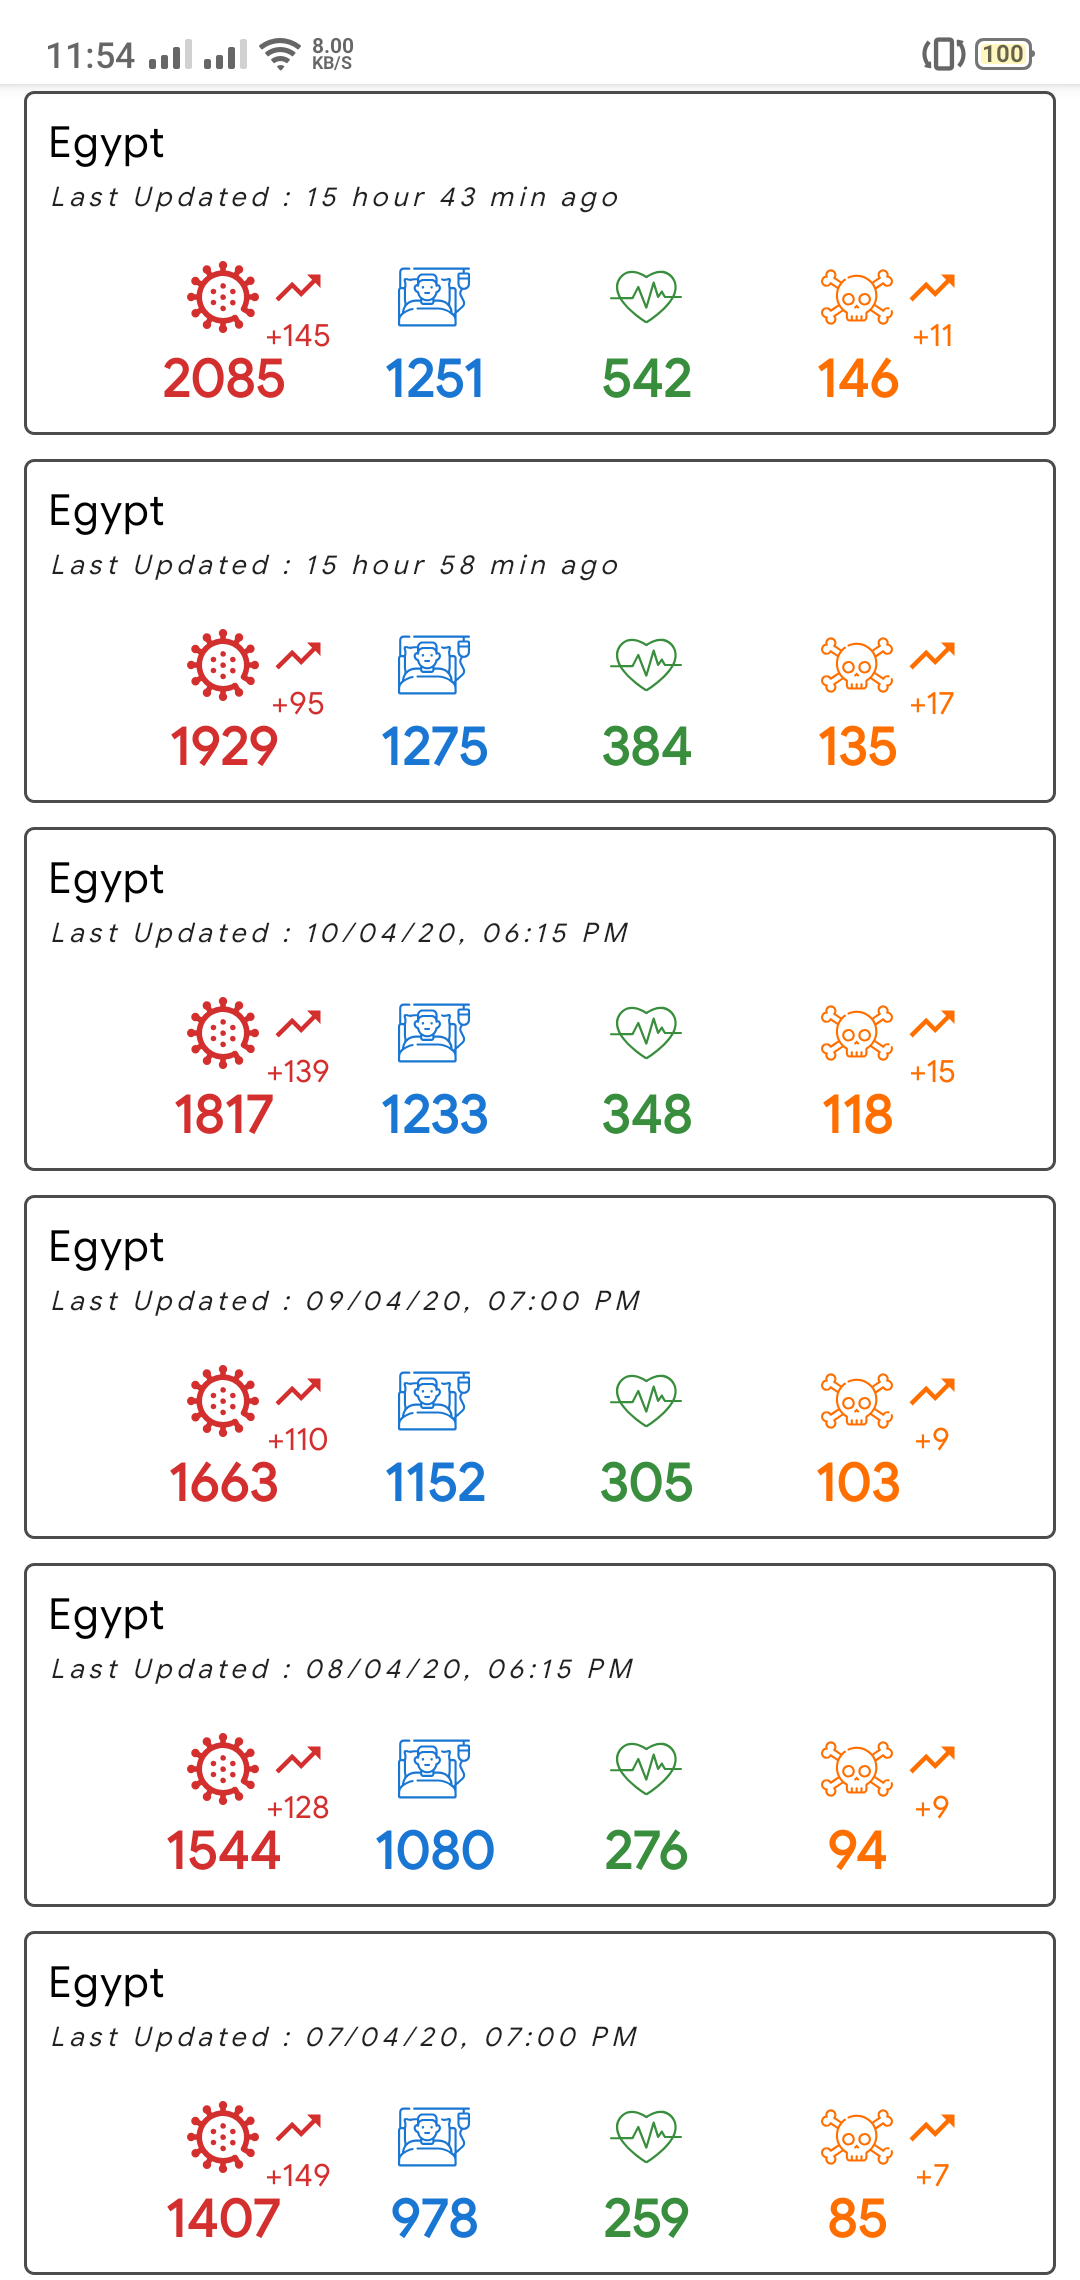 11:54 8.00 KB/S 100
Egypt
Last Updated : 15 hour 43 min ago
+145 +11
2085 1251 542 146
Egypt
Last Updated : 15 hour 58 min ago
+95 +17
1929 1275 384 135
Egypt
Last Updated : 10/04/20, 06:15 PM
+139 +15
1817 1233 348 118
Egypt
Last Updated : 09/04/20, 07:00 PM
+110 +9
1663 1152 305 103
Egypt
Last Updated : 08/04/20, 06:15 PM
+128 +9
1544 1080 276 94
Egypt
Last Updated : 07/04/20, 07:00 PM
+149 +7
1407 978 259 85